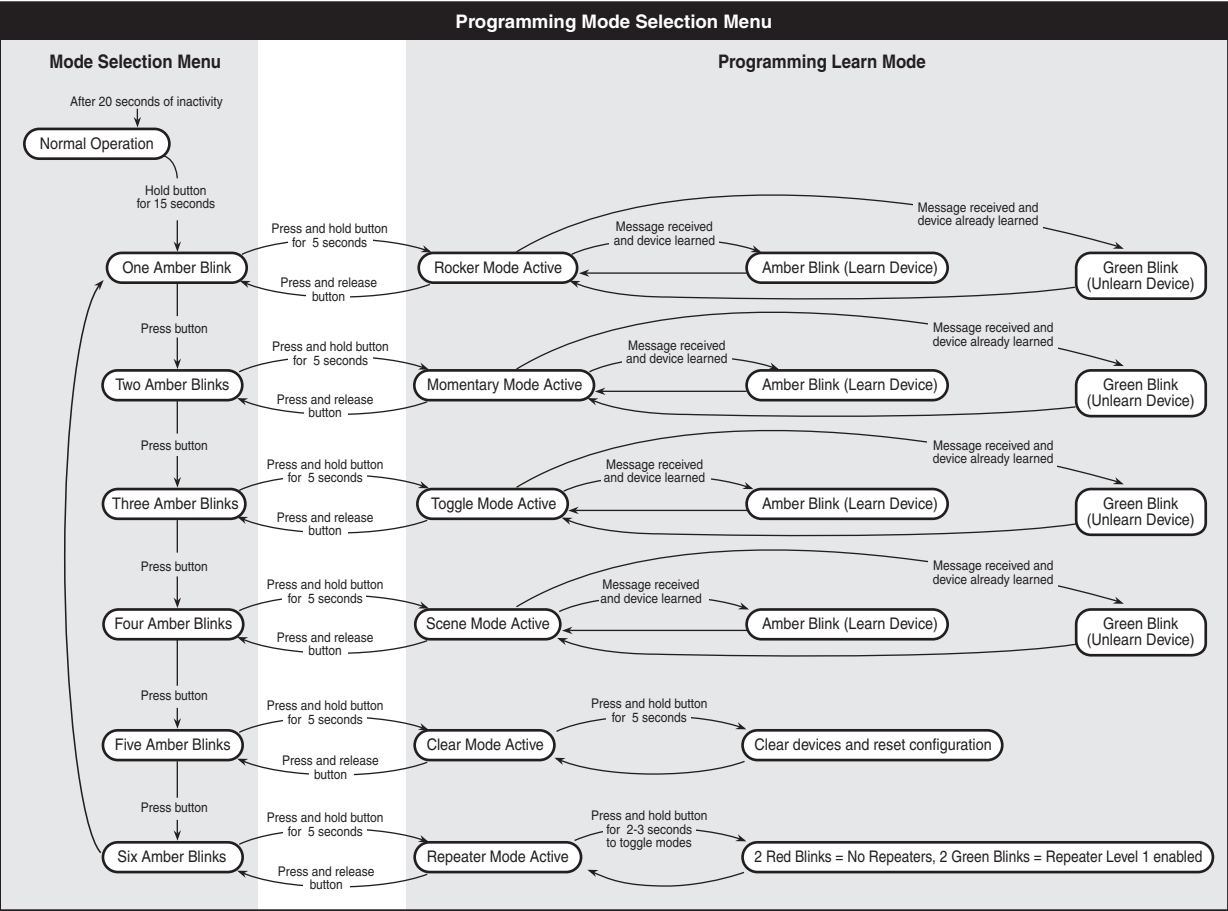 Programming Mode Selection Menu
Mode Selection Menu
Programming Learn Mode
After 20 seconds of inactivity
Normal Operation
Hold button
for 15 seconds
One Amber Blink
Press and hold button
for 5 seconds
Press and release
button
Rocker Mode Active
Message received
and device learned
Amber Blink (Learn Device)
Message received and
device already learned
Green Blink
(Unlearn Device)
Press button
Two Amber Blinks
Press and hold button
for 5 seconds
Press and release
button
Momentary Mode Active
Message received
and device learned
Amber Blink (Learn Device)
Message received and
device already learned
Green Blink
(Unlearn Device)
Press button
Three Amber Blinks
Press and hold button
for 5 seconds
Press and release
button
Toggle Mode Active
Message received
and device learned
Amber Blink (Learn Device)
Message received and
device already learned
Green Blink
(Unlearn Device)
Press button
Four Amber Blinks
Press and hold button
for 5 seconds
Press and release
button
Scene Mode Active
Message received
and device learned
Amber Blink (Learn Device)
Message received and
device already learned
Green Blink
(Unlearn Device)
Press button
Five Amber Blinks
Press and hold button
for 5 seconds
Press and release
button
Clear Mode Active
Press and hold button
for 5 seconds
Clear devices and reset configuration
Press button
Six Amber Blinks
Press and hold button
for 5 seconds
Press and release
button
Repeater Mode Active
Press and hold button
for 2-3 seconds
to toggle modes
2 Red Blinks = No Repeaters, 2 Green Blinks = Repeater Level 1 enabled